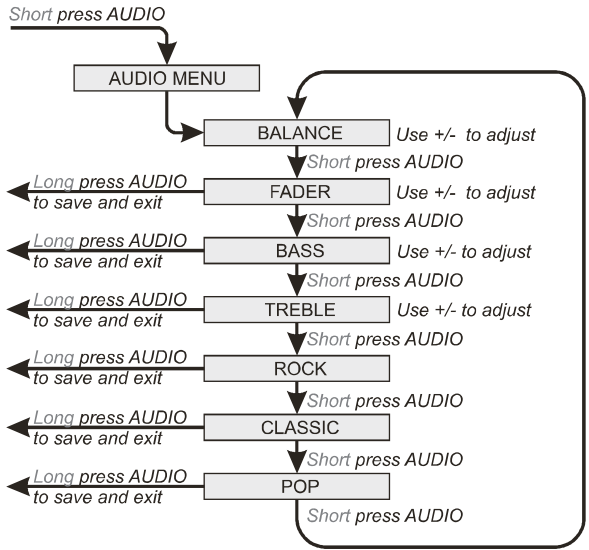 Short press AUDIO
AUDIO MENU
BALANCE
Use +/- to adjust
Short press AUDIO
Long press AUDIO
to save and exit
FADER
Use +/- to adjust
Short press AUDIO
Long press AUDIO
to save and exit
BASS
Use +/- to adjust
Short press AUDIO
Long press AUDIO
to save and exit
TREBLE
Use +/- to adjust
Short press AUDIO
Long press AUDIO
to save and exit
ROCK
Short press AUDIO
Long press AUDIO
to save and exit
CLASSIC
Short press AUDIO
Long press AUDIO
to save and exit
POP
Short press AUDIO